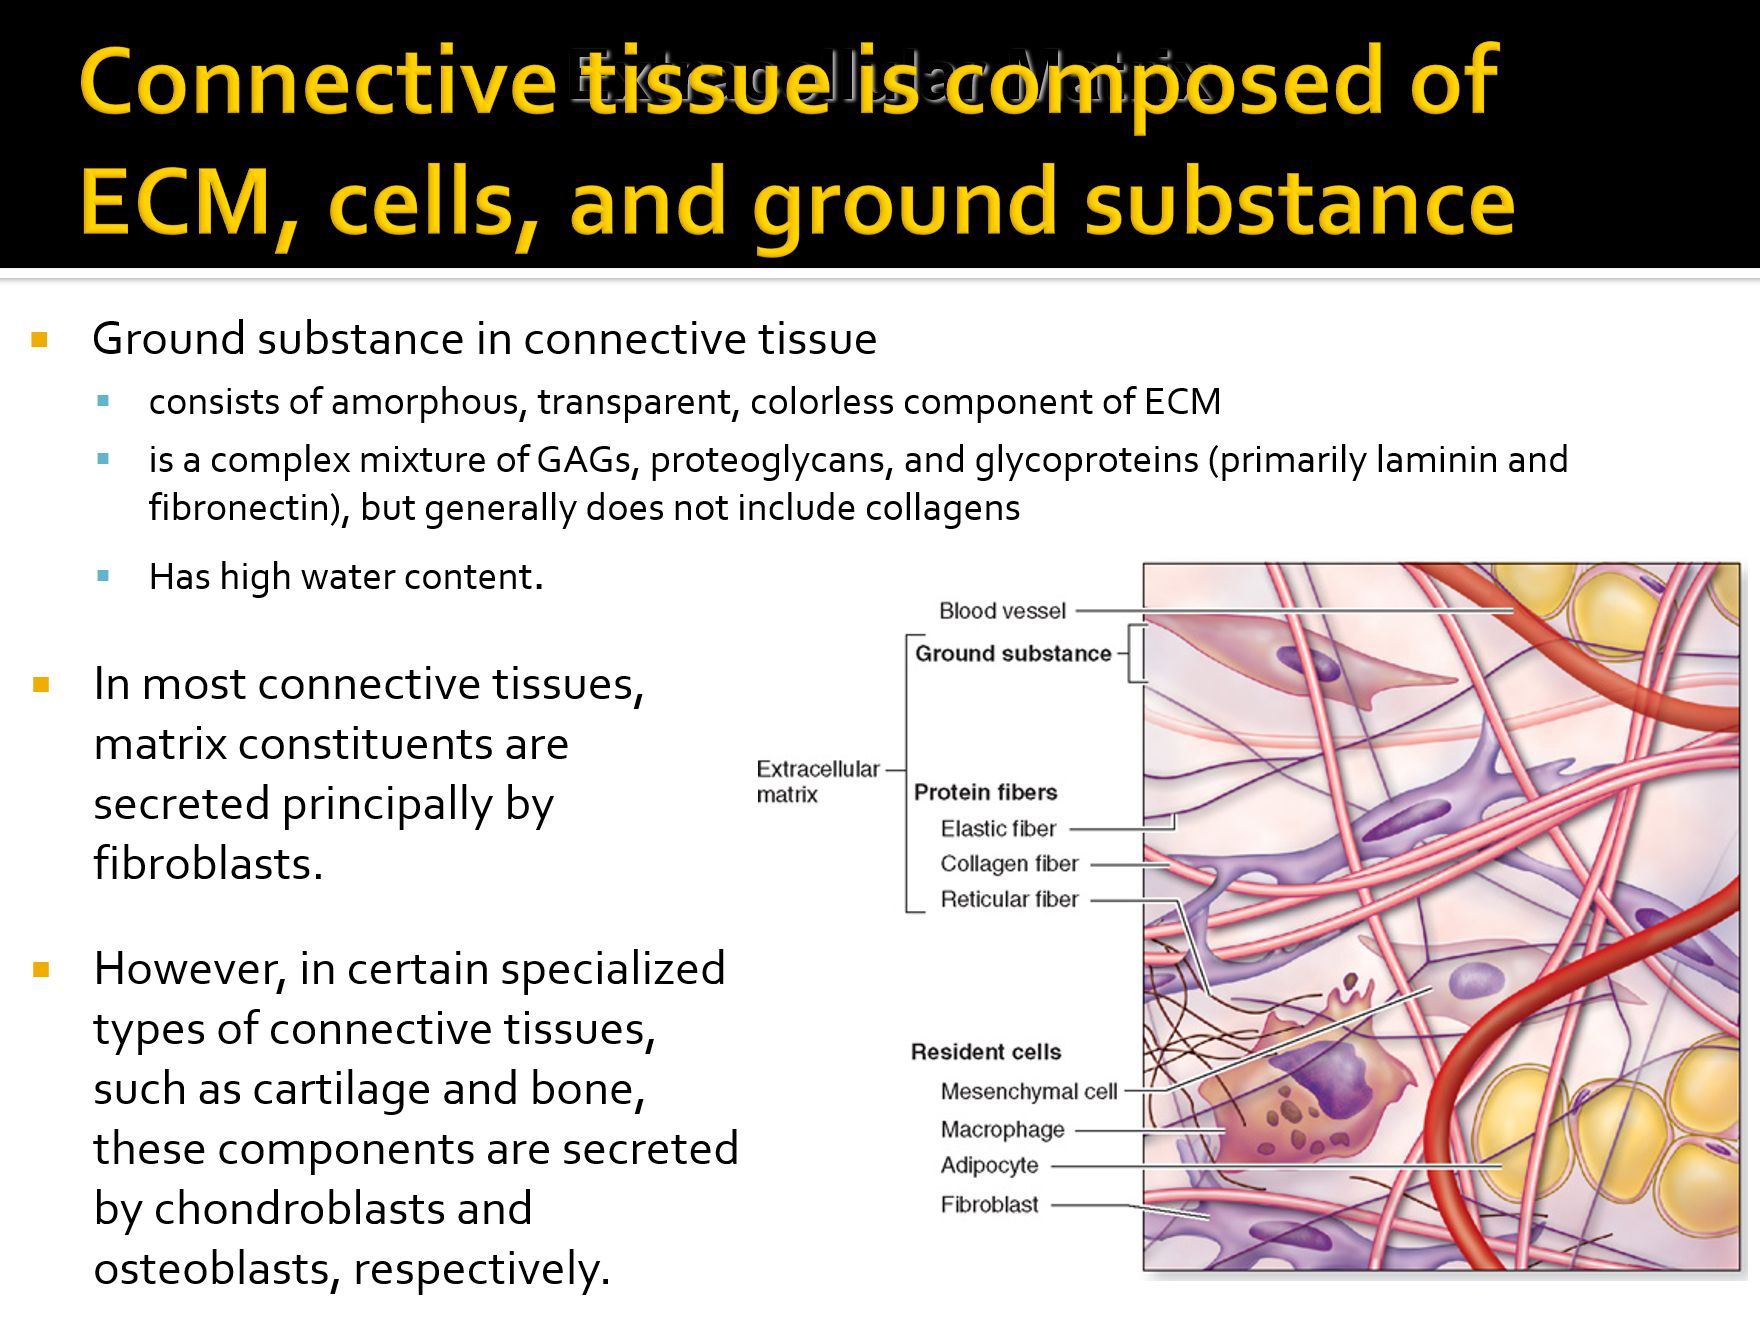 Extracellular Matrix
Connective tissue is composed of
ECM, cells, and ground substance
Ground substance in connective tissue
consists of amorphous, transparent, colorless component of ECM
is a complex mixture of GAGs, proteoglycans, and glycoproteins (primarily laminin and
fibronectin), but generally does not include collagens
Has high water content.
In most connective tissues,
matrix constituents are
secreted principally by
fibroblasts.
However, in certain specialized
types of connective tissues,
such as cartilage and bone,
these components are secreted
by chondroblasts and
osteoblasts, respectively.
Blood vessel
Ground substance
Extracellular
matrix
Protein fibers
Elastic fiber
Collagen fiber
Reticular fiber
Resident cells
Mesenchymal cell
Macrophage
Adipocyte
Fibroblast